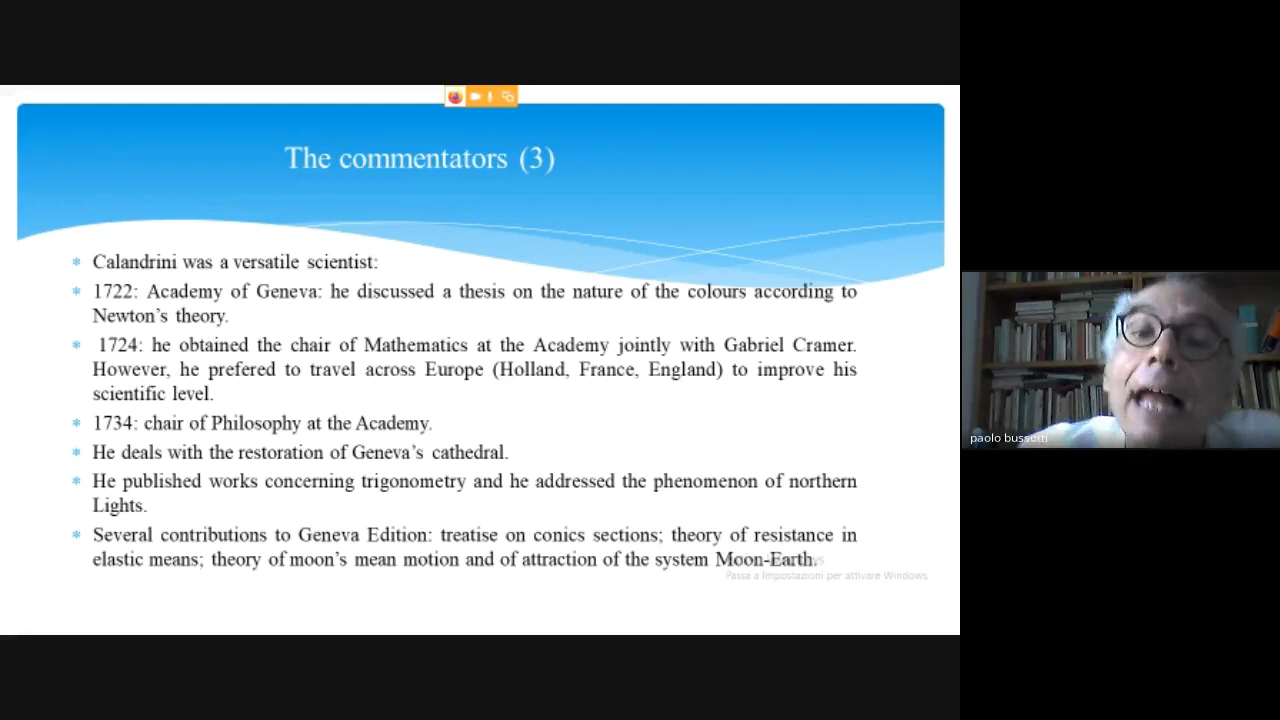 The commentators (3)
Calandrini was a versatile scientist:
1722: Academy of Geneva: he discussed a thesis on the nature of the colours according to
Newton's theory.
1724: he obtained the chair of Mathematics at the Academy jointly with Gabriel Cramer.
However, he prefered to travel across Europe (Holland, France, England) to improve his
scientific level.
1734: chair of Philosophy at the Academy.
He deals with the restoration of Geneva's cathedral.
He published works concerning trigonometry and he addressed the phenomenon of northern
Lights.
Several contributions to Geneva Edition: treatise on conics sections; theory of resistance in
elastic means; theory of moon's mean motion and of attraction of the system Moon-Earth.
Passa a Impostazioni per attivare Windows.
paolo bussotti